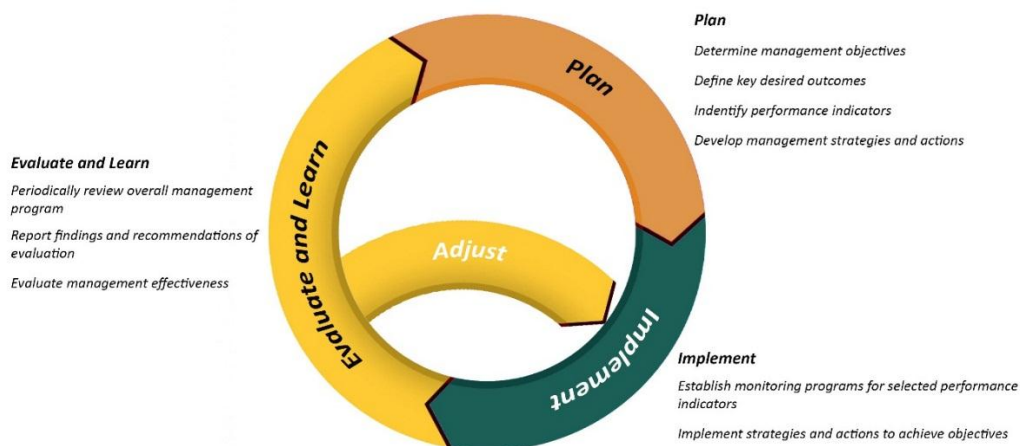 Plan
Determine management objectives
Define key desired outcomes
Indentify performance indicators
Develop management strategies and actions
Plan
Evaluate and Learn
Periodically review overall management
program
Report findings and recommendations of
evaluation
Evaluate management effectiveness
Evaluate and Learn
Adjust
Implement
Implement
Establish monitoring programs for selected performance
indicators
Implement strategies and actions to achieve objectives